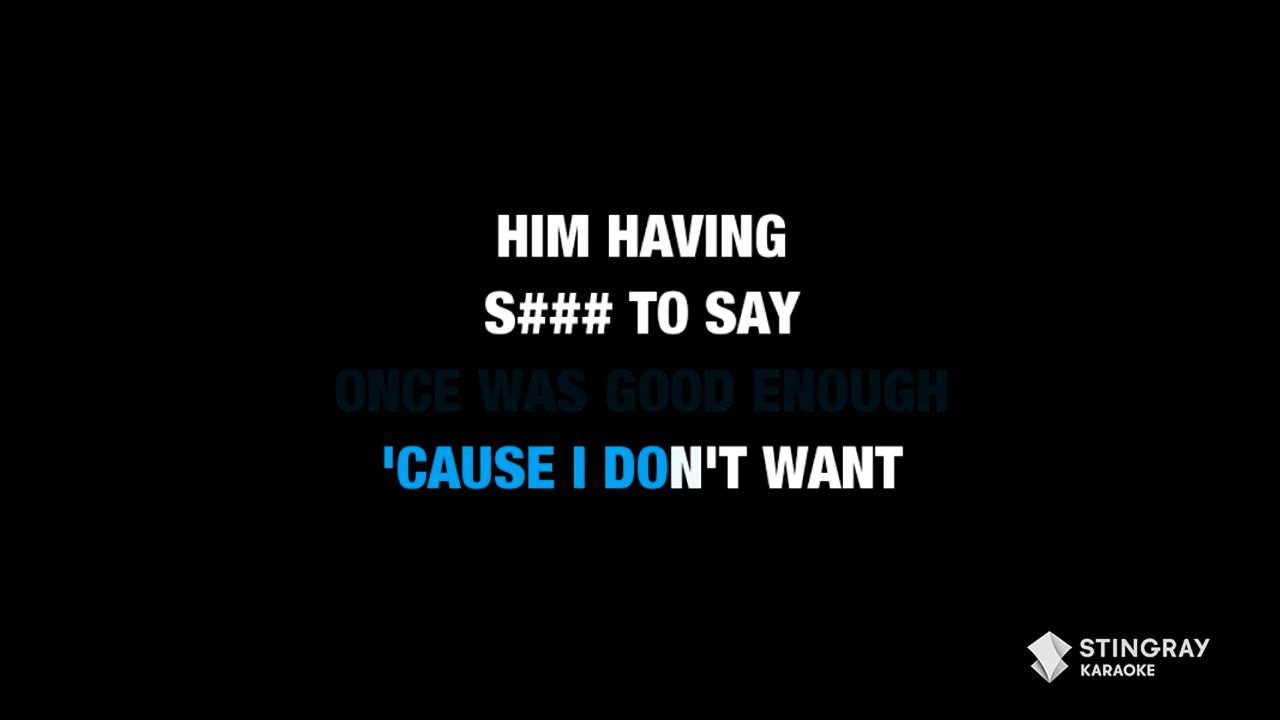 HIM HAVING
S### TO SAY
ONCE WAS GOOD ENOUGH
'CAUSE I DON'T WANT
STINGRAY
KARAOKE